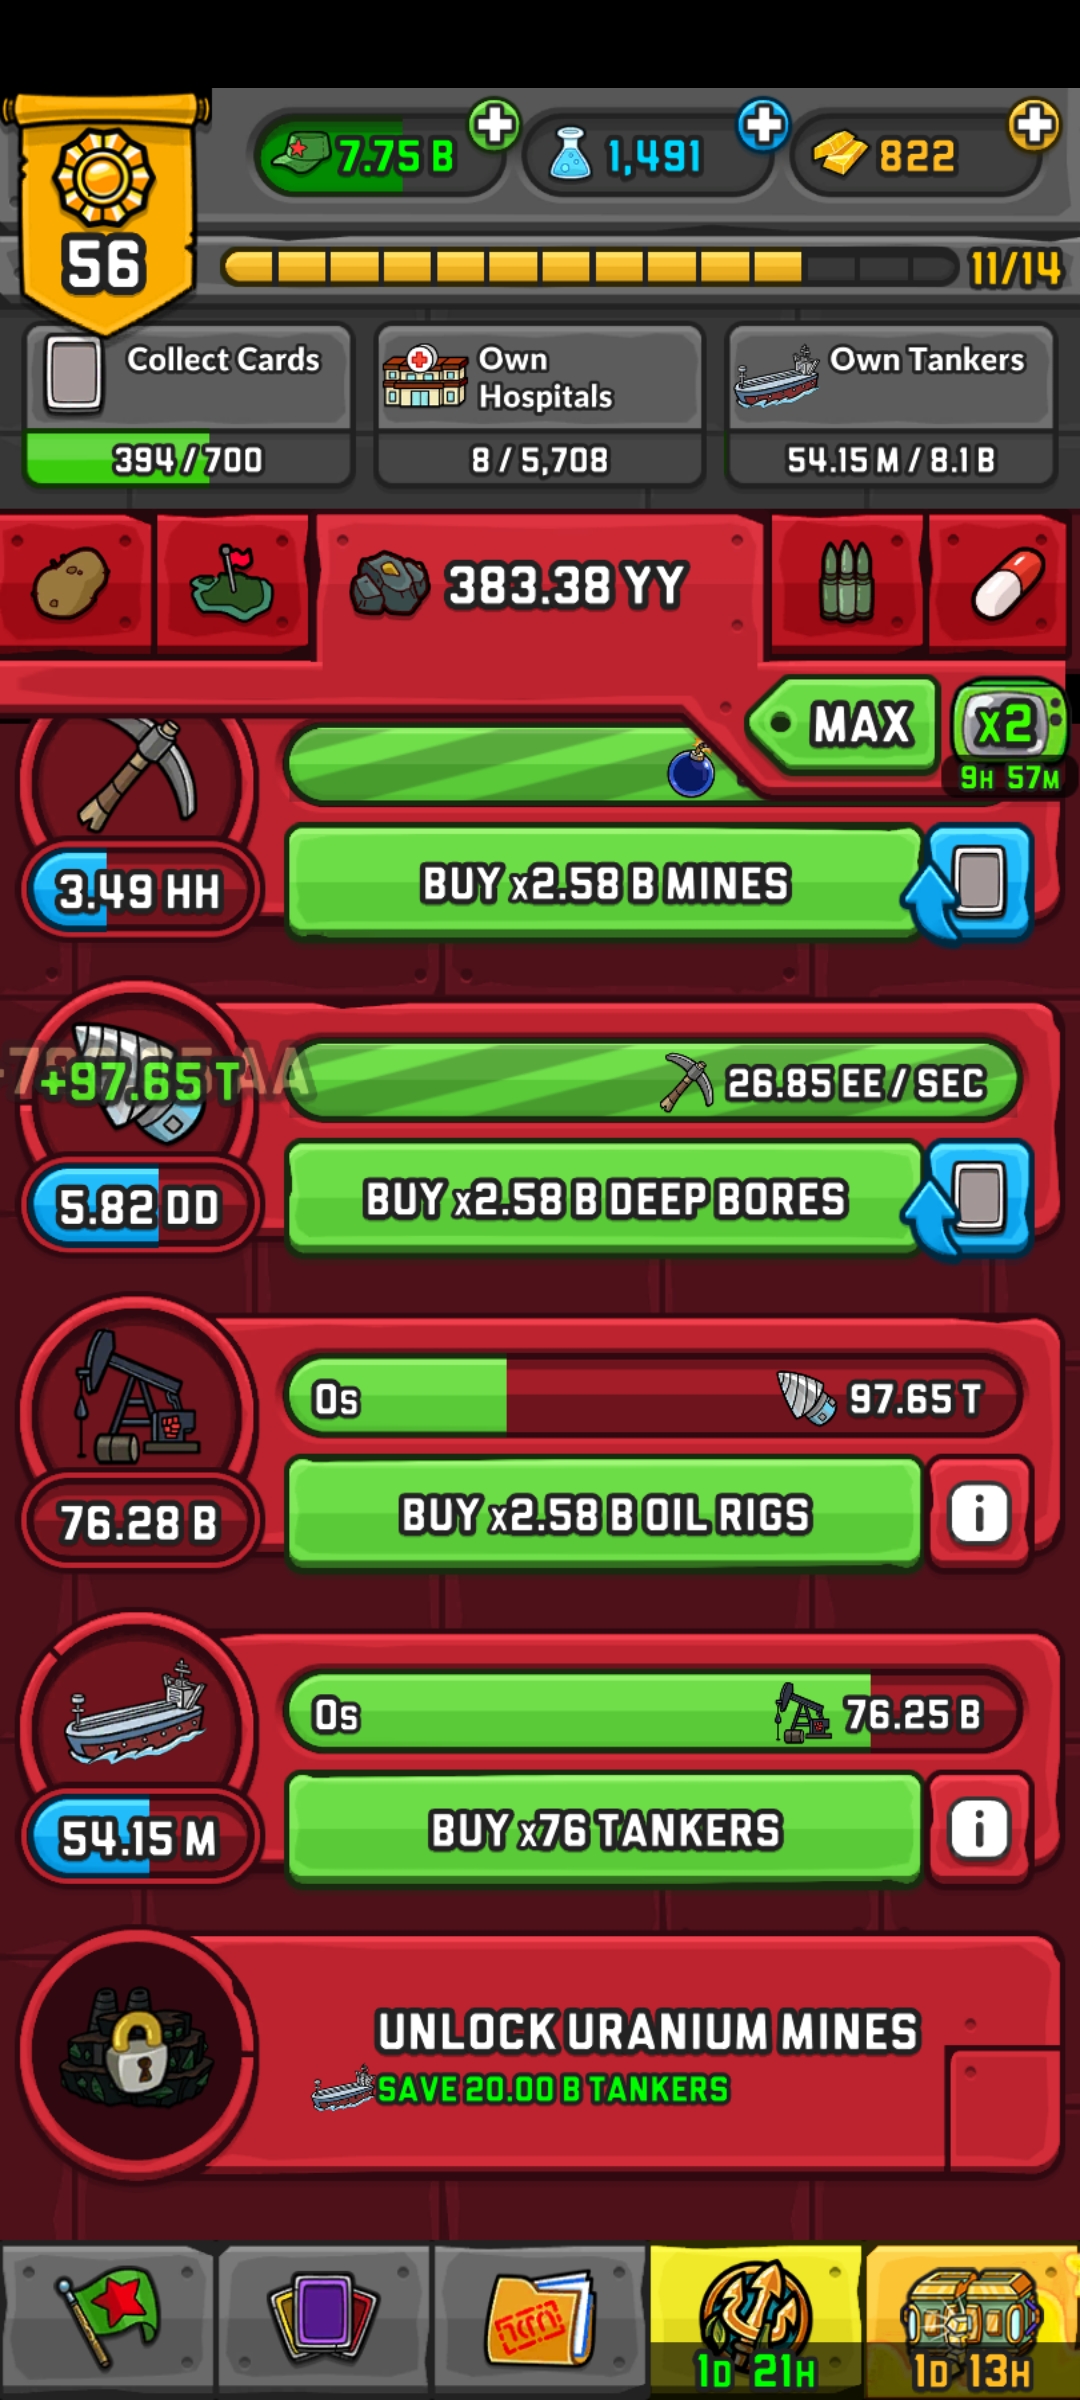 7.75 B
1,491
822
56
11/14
Collect Cards
394/700
Own
Hospitals
8/5,708
Own Tankers
54.15 M/8.1 B
383.38 YY
MAX
x2
9H 57M
3.49 HH
BUY x2.58 B MINES
+97.65 T
26.85 EE/SEC
5.82 DD
BUY x2.58 B DEEP BORES
0s
97.65 T
76.28 B
BUY x2.58 B OIL RIGS
i
0s
76.25 B
54.15 M
BUY x76 TANKERS
i
UNLOCK URANIUM MINES
SAVE 20.00 B TANKERS
1D 21H
1D 13H